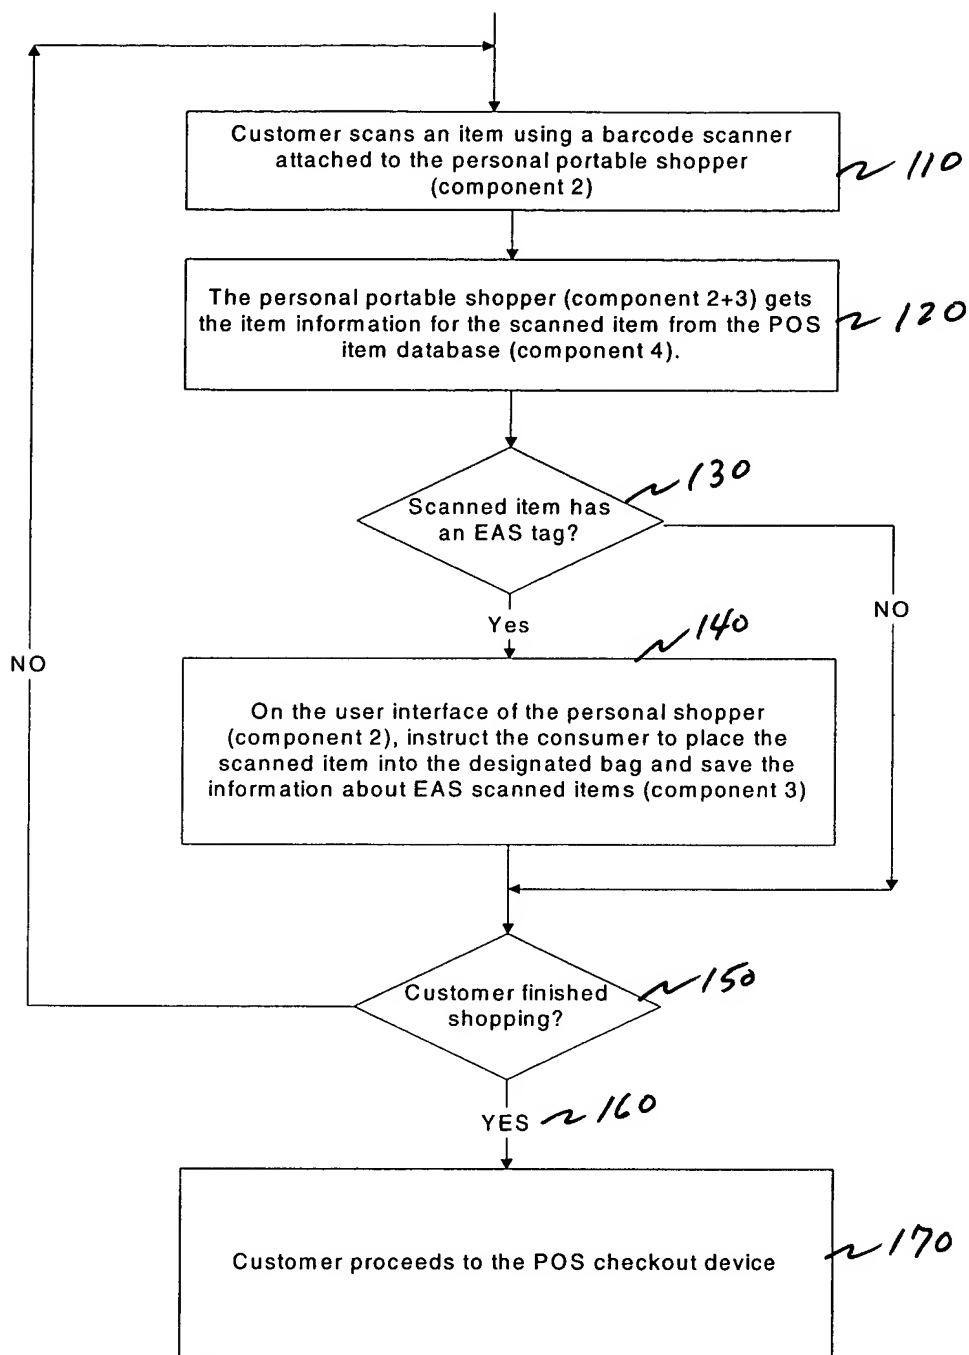 Customer scans an item using a barcode scanner
attached to the personal portable shopper
(component 2)
110
The personal portable shopper (component 2+3) gets
the item information for the scanned item from the POS
item database (component 4).
120
130
Scanned item has
an EAS tag?
Yes
NO
140
NO
On the user interface of the personal shopper
(component 2), instruct the consumer to place the
scanned item into the designated bag and save the
information about EAS scanned items (component 3)
Customer finished
shopping?
150
YES
160
Customer proceeds to the POS checkout device
170